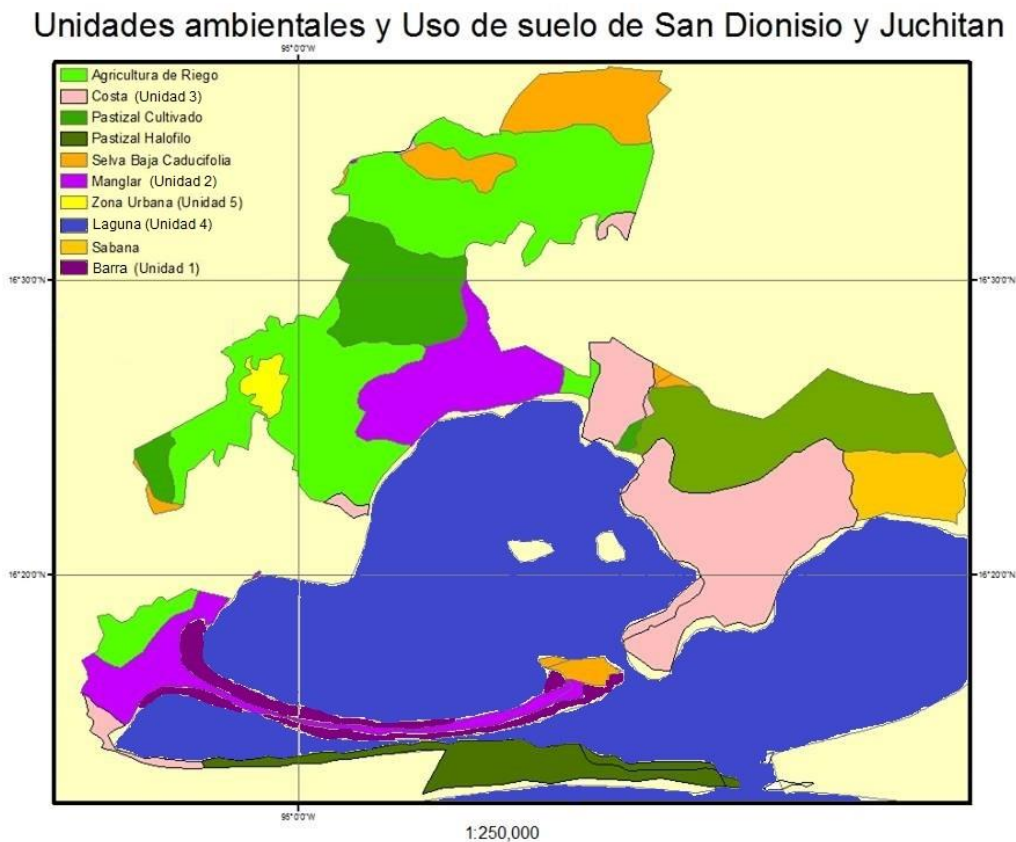 Unidades ambientales y Uso de suelo de San Dionisio y Juchitan
95°0'0"W
Agricultura de Riego
Costa (Unidad 3)
Pastizal Cultivado
Pastizal Halofilo
Selva Baja Caducifolia
Manglar (Unidad 2)
Zona Urbana (Unidad 5)
Laguna (Unidad 4)
Sabana
Barra (Unidad 1)
16°30'0"N
16°30'0"N
16°20'0"N
16°20'0"N
95°0'0"W
1:250,000